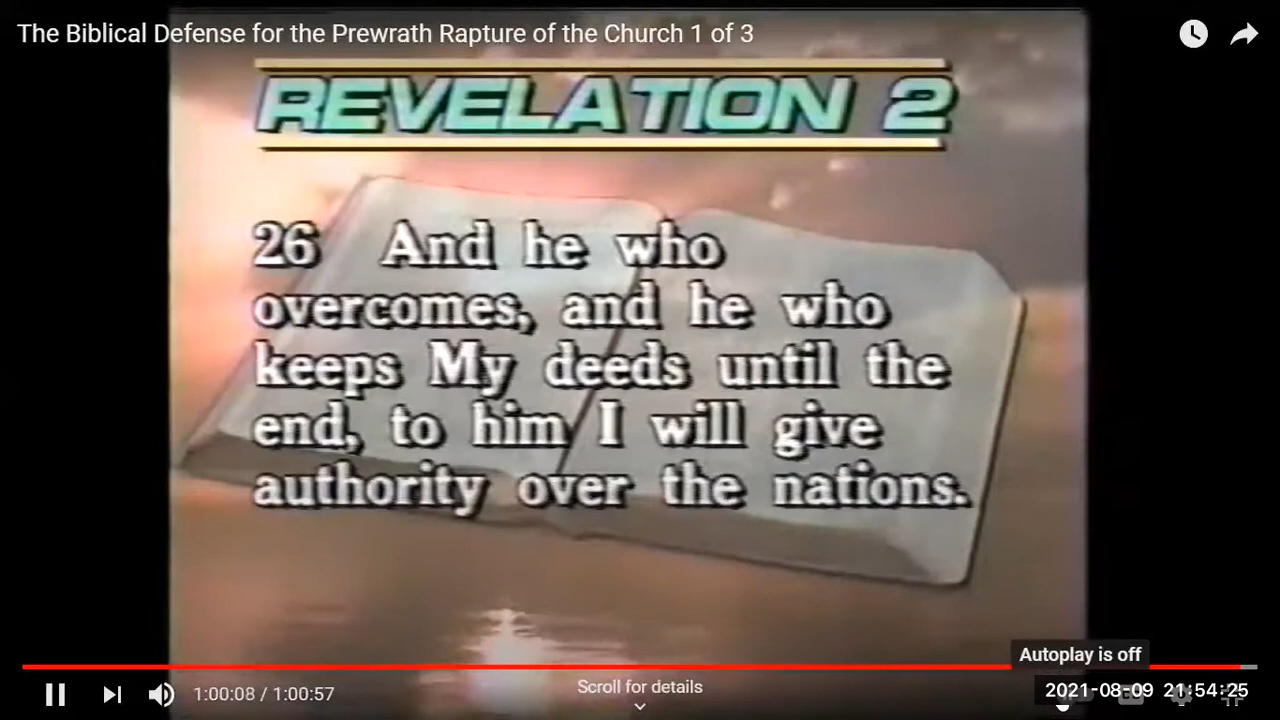 The Biblical Defense for the Prewrath Rapture of the Church 1 of 3
REVELATION 2
26 And he who
overcomes, and he who
keeps My deeds until the
end, to him I will give
authority over the nations.
Autoplay is off
1:00:08 / 1:00:57
Scroll for details
2021-08-09 21:54:25